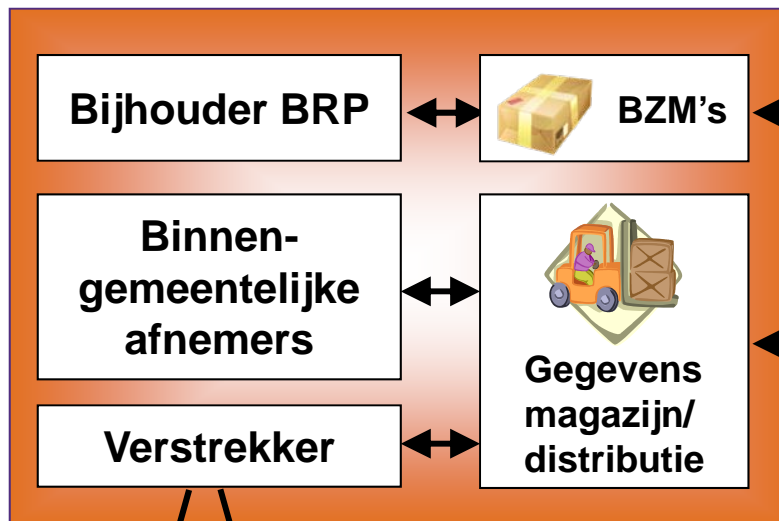 Bijhouder BRP
BZM's
Binnen-
gemeentelijke
afnemers
Gegevens
magazijn/
distributie
Verstrekker